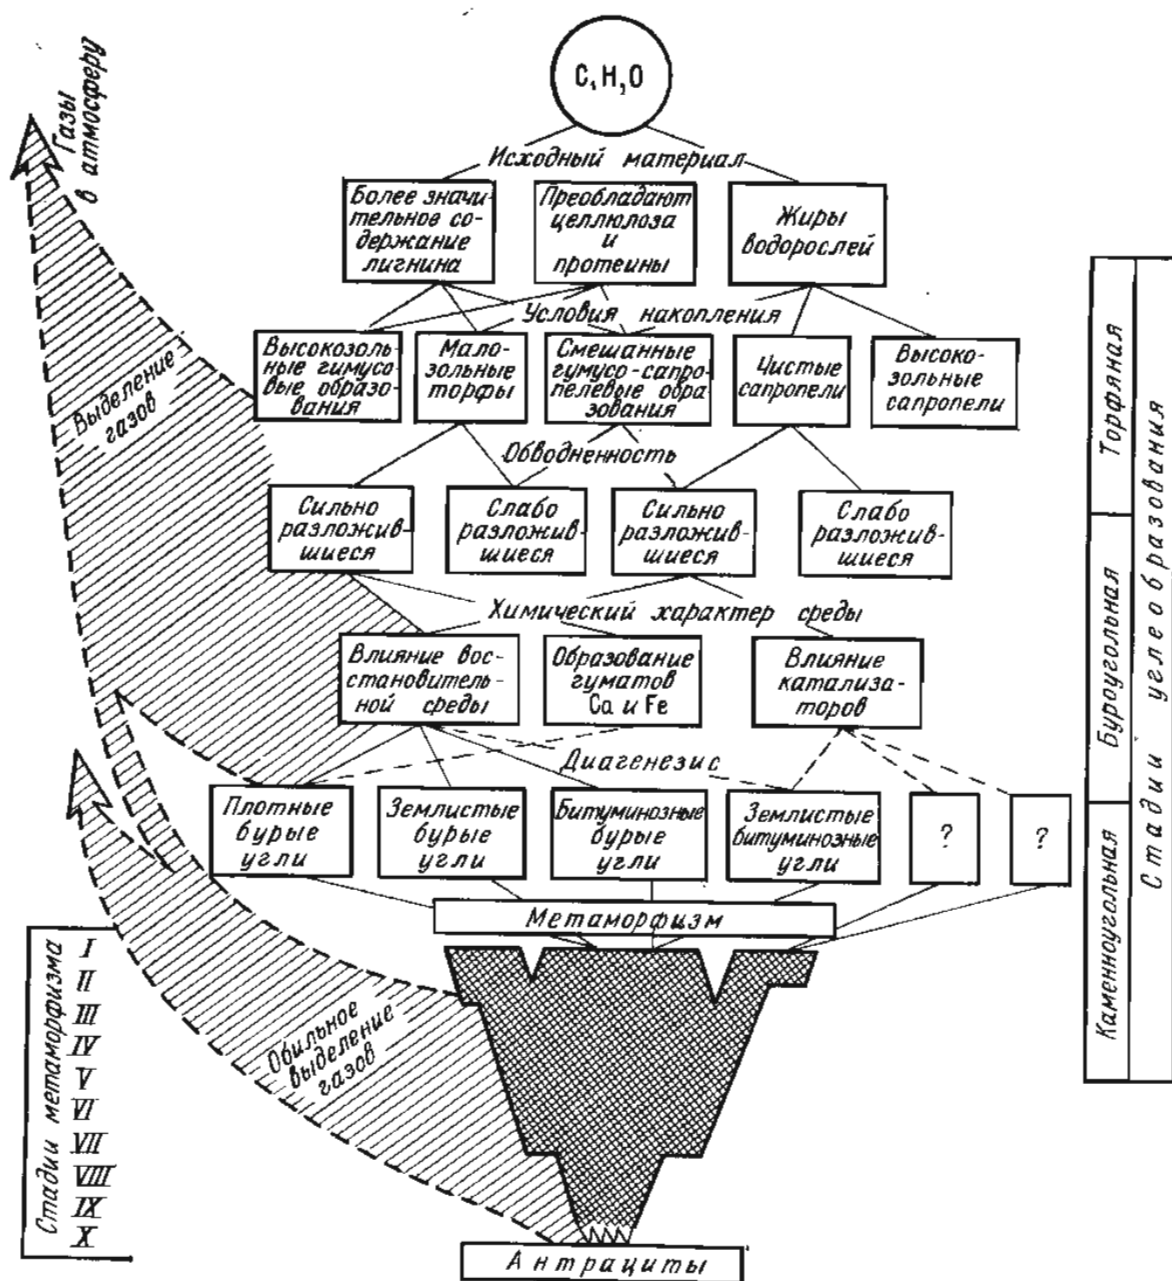 Газы
в атмосферу
C, H, O
Исходный материал
Более значи-
тельное со-
держание
лигнина
Преобладают
целлюлоза
и
протеины
Жиры
водорослей
Условия накопления
Высокозоль-
ные гумусо-
вые образо-
вания
Мало-
зольные
торфы
Смешанные
гумусо-сапро-
пелевые обра-
зования
Чистые
сапропели
Высоко-
зольные
сапропели
Выделение
газов
Обводненность
Сильно
разложив-
шиеся
Слабо
разложив-
шиеся
Сильно
разложив-
шиеся
Слабо
разложив-
шиеся
Химический характер среды
Влияние вос-
становитель-
ной среды
Образование
гуматов
Ca и Fe
Влияние
катализа-
торов
Диагенезис
Плотные
бурые
угли
Землистые
бурые
угли
Битуминозные
бурые
угли
Землистые
битуминозные
угли
?
?
Метаморфизм
Обильное
выделение
газов
Антрациты
Стадии метаморфизма
I
II
III
IV
V
VI
VII
VIII
IX
X
Торфяная
Буроугольная
Каменноугольная
Стадии углеобразования